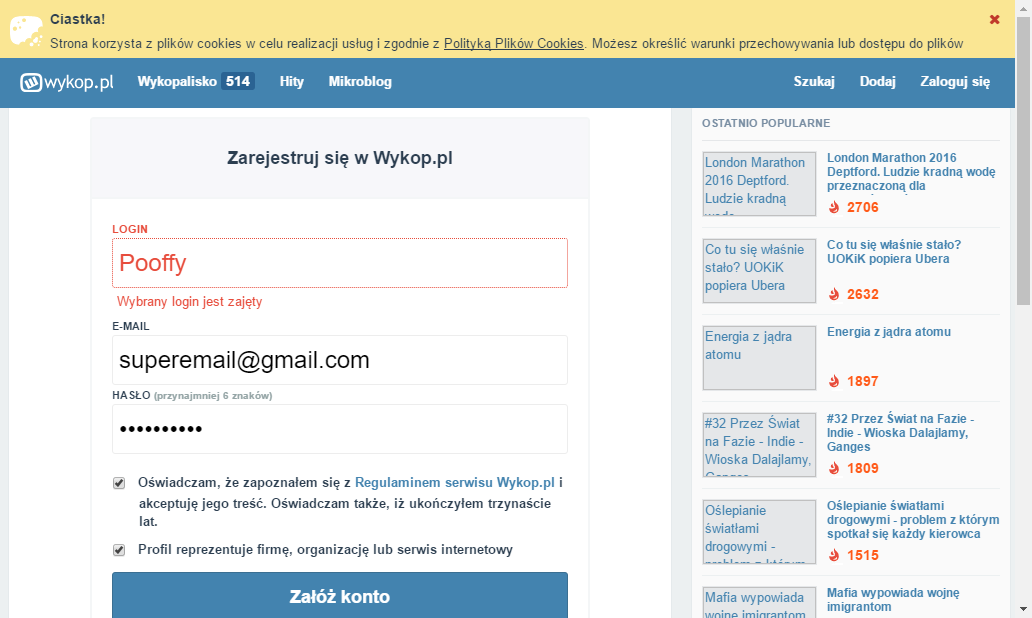 Ciastka!
Strona korzysta z plików cookies w celu realizacji usług i zgodnie z Polityką Plików Cookies. Możesz określić warunki przechowywania lub dostępu do plików
wykop.pl Wykopalisko 514 Hity Mikroblog Szukaj Dodaj Zaloguj się
Zarejestruj się w Wykop.pl
LOGIN
Pooffy
Wybrany login jest zajęty
E-MAIL
superemail@gmail.com
HASŁO (przynajmniej 6 znaków)
••••••••••
Oświadczam, że zapoznałem się z Regulaminem serwisu Wykop.pl i
akceptuję jego treść. Oświadczam także, iż ukończyłem trzynaście
lat.
Profil reprezentuje firmę, organizację lub serwis internetowy
Załóż konto
OSTATNIO POPULARNE
London Marathon
2016 Deptford.
Ludzie kradną
London Marathon 2016
Deptford. Ludzie kradną wodę
przeznaczoną dla
2706
Co tu się właśnie
stało? UOKiK
popiera Ubera
Co tu się właśnie stało?
UOKiK popiera Ubera
2632
Energia z jądra
atomu
Energia z jądra atomu
1897
#32 Przez Świat
na Fazie - Indie -
Wioska Dalajlamy,
Ganges
#32 Przez Świat na Fazie -
Indie - Wioska Dalajlamy,
Ganges
1809
Oślepianie
światłami
drogowymi -
problem z którym
Oślepianie światłami
drogowymi - problem z którym
spotkał się każdy kierowca
1515
Mafia wypowiada
wojnę imigrantom
Mafia wypowiada wojnę
imigrantom